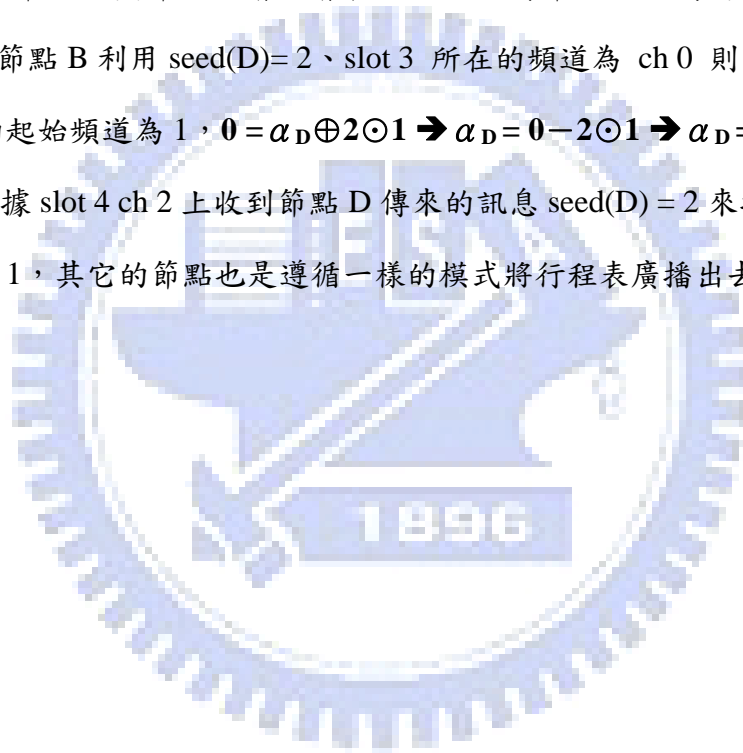 節點 B 利用 seed(D)= 2、slot 3 所在的頻道為 ch 0 則
起始頻道為 1,0 = α D⊕2⊙1 ➔ α D = 0-2⊙1 ➔ α D =
據 slot 4 ch 2 上收到節點 D 傳來的訊息 seed(D) = 2 來
1,其它的節點也是遵循一樣的模式將行程表廣播出去
ES
1896